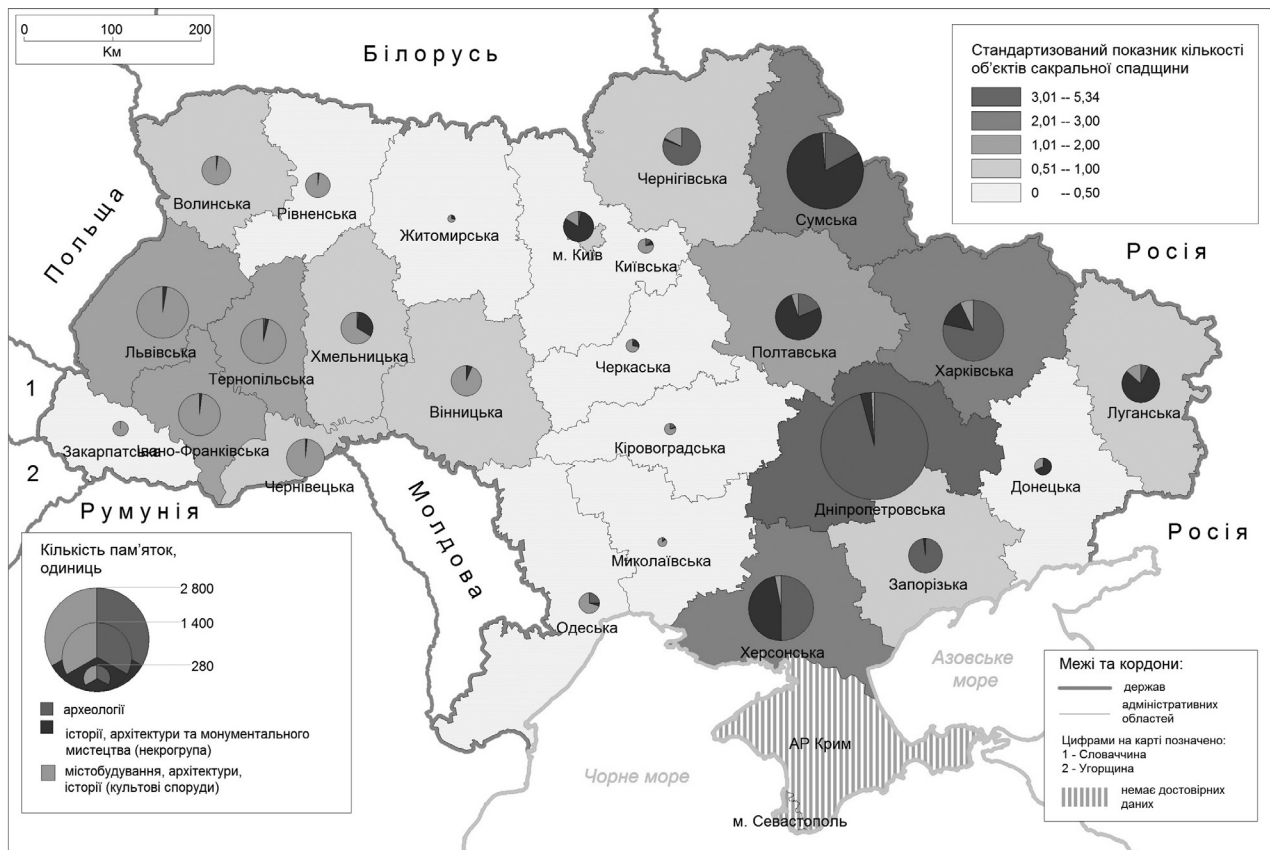 0 100 200
Км
Білорусь
Польща
Росія
Росія
Молдова
Румунія
1
2
Стандартизований показник кількості
об'єктів сакральної спадщини
3,01 -- 5,34
2,01 -- 3,00
1,01 -- 2,00
0,51 -- 1,00
0 -- 0,50
Волинська
Рівненська
Житомирська
м. Київ
Київська
Чернігівська
Сумська
Львівська
Тернопільська
Хмельницька
Вінницька
Черкаська
Полтавська
Харківська
Луганська
Закарпатська
Івано-Франківська
Чернівецька
Кіровоградська
Дніпропетровська
Донецька
Миколаївська
Запорізька
Одеська
Херсонська
Азовське
море
Чорне море
АР Крим
м. Севастополь
Кількість пам'яток,
одиниць
2 800
1 400
280
археології
історії, архітектури та монументального
мистецтва (некрогрупа)
містобудування, архітектури,
історії (культові споруди)
Межі та кордони:
держав
адміністративних
областей
Цифрами на карті позначено:
1 - Словаччина
2 - Угорщина
немає достовірних
даних